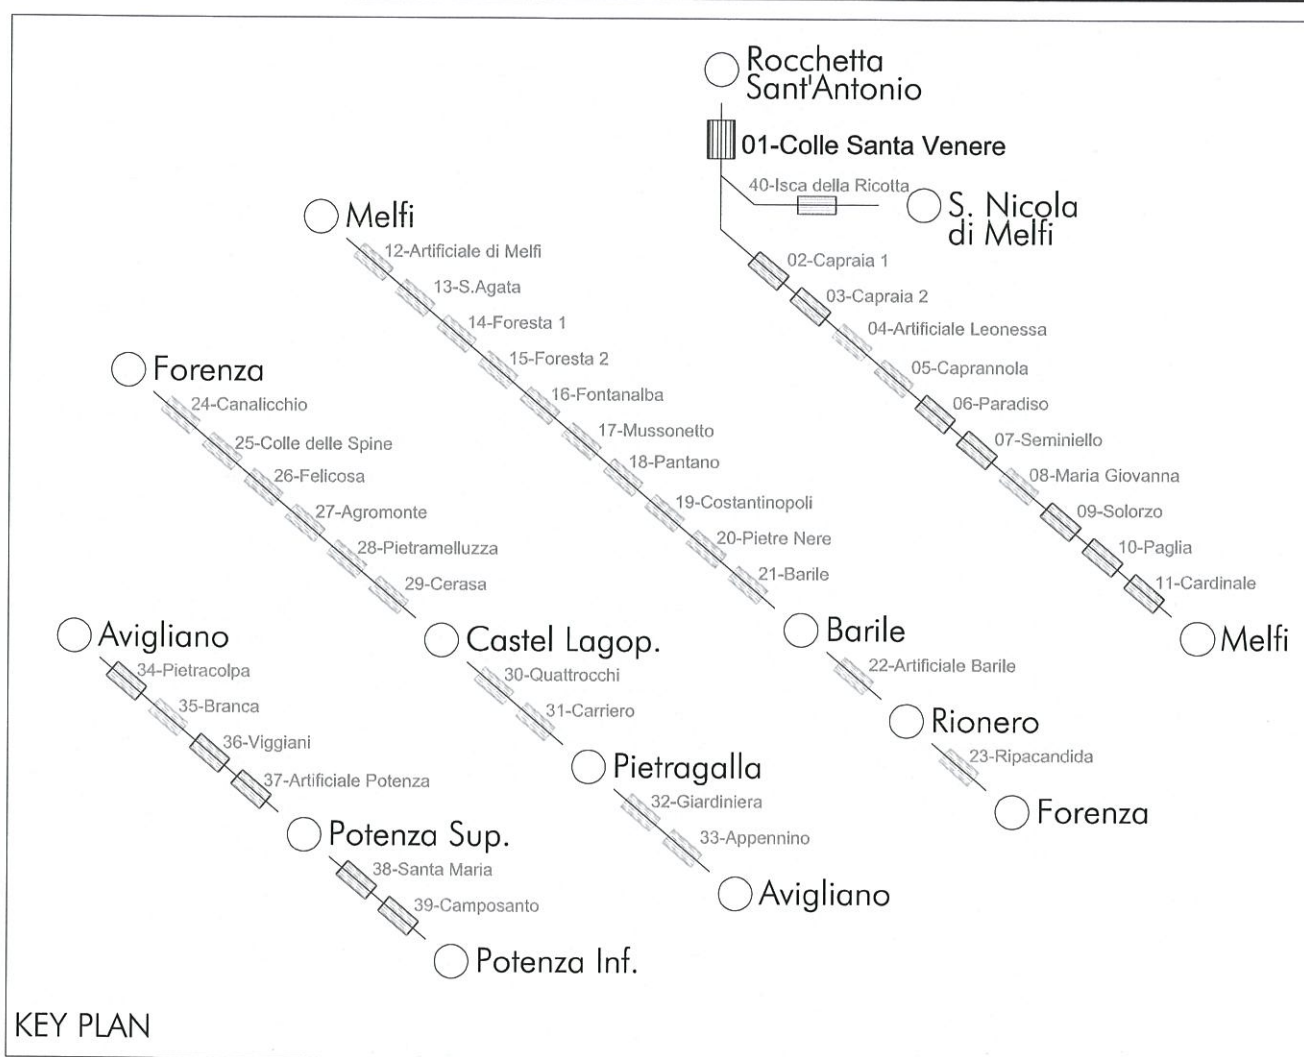 Rocchetta
Sant'Antonio
01-Colle Santa Venere
40-Isca della Ricotta
S. Nicola
di Melfi
02-Capraia 1
03-Capraia 2
04-Artificiale Leonessa
05-Caprannola
06-Paradiso
07-Seminiello
08-Maria Giovanna
09-Solorzo
10-Paglia
11-Cardinale
Melfi
Melfi
12-Artificiale di Melfi
13-S.Agata
14-Foresta 1
15-Foresta 2
16-Fontanalba
17-Mussonetto
18-Pantano
19-Costantinopoli
20-Pietre Nere
21-Barile
Barile
22-Artificiale Barile
Rionero
23-Ripacandida
Forenza
Forenza
24-Canalicchio
25-Colle delle Spine
26-Felicosa
27-Agromonte
28-Pietramelluzza
29-Cerasa
Castel Lagop.
30-Quattrocchi
31-Carriero
Pietragalla
32-Giardiniera
33-Appennino
Avigliano
Avigliano
34-Pietracolpa
35-Branca
36-Viggiani
37-Artificiale Potenza
Potenza Sup.
38-Santa Maria
39-Camposanto
Potenza Inf.
KEY PLAN